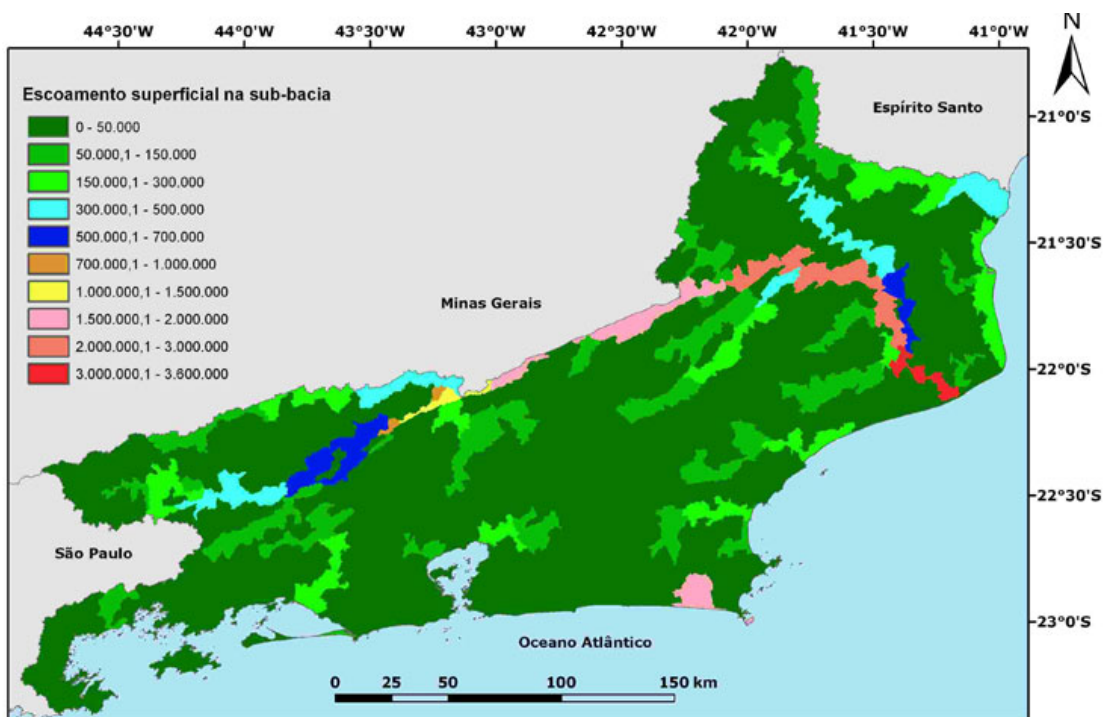 44°30'W 44°0'W 43°30'W 43°0'W 42°30'W 42°0'W 41°30'W 41°0'W
N
Escoamento superficial na sub-bacia
0 - 50.000
50.000,1 - 150.000
150.000,1 - 300.000
300.000,1 - 500.000
500.000,1 - 700.000
700.000,1 - 1.000.000
1.000.000,1 - 1.500.000
1.500.000,1 - 2.000.000
2.000.000,1 - 3.000.000
3.000.000,1 - 3.600.000
Espírito Santo
21°0'S
21°30'S
Minas Gerais
22°0'S
22°30'S
São Paulo
23°0'S
Oceano Atlântico
0 25 50 100 150 km